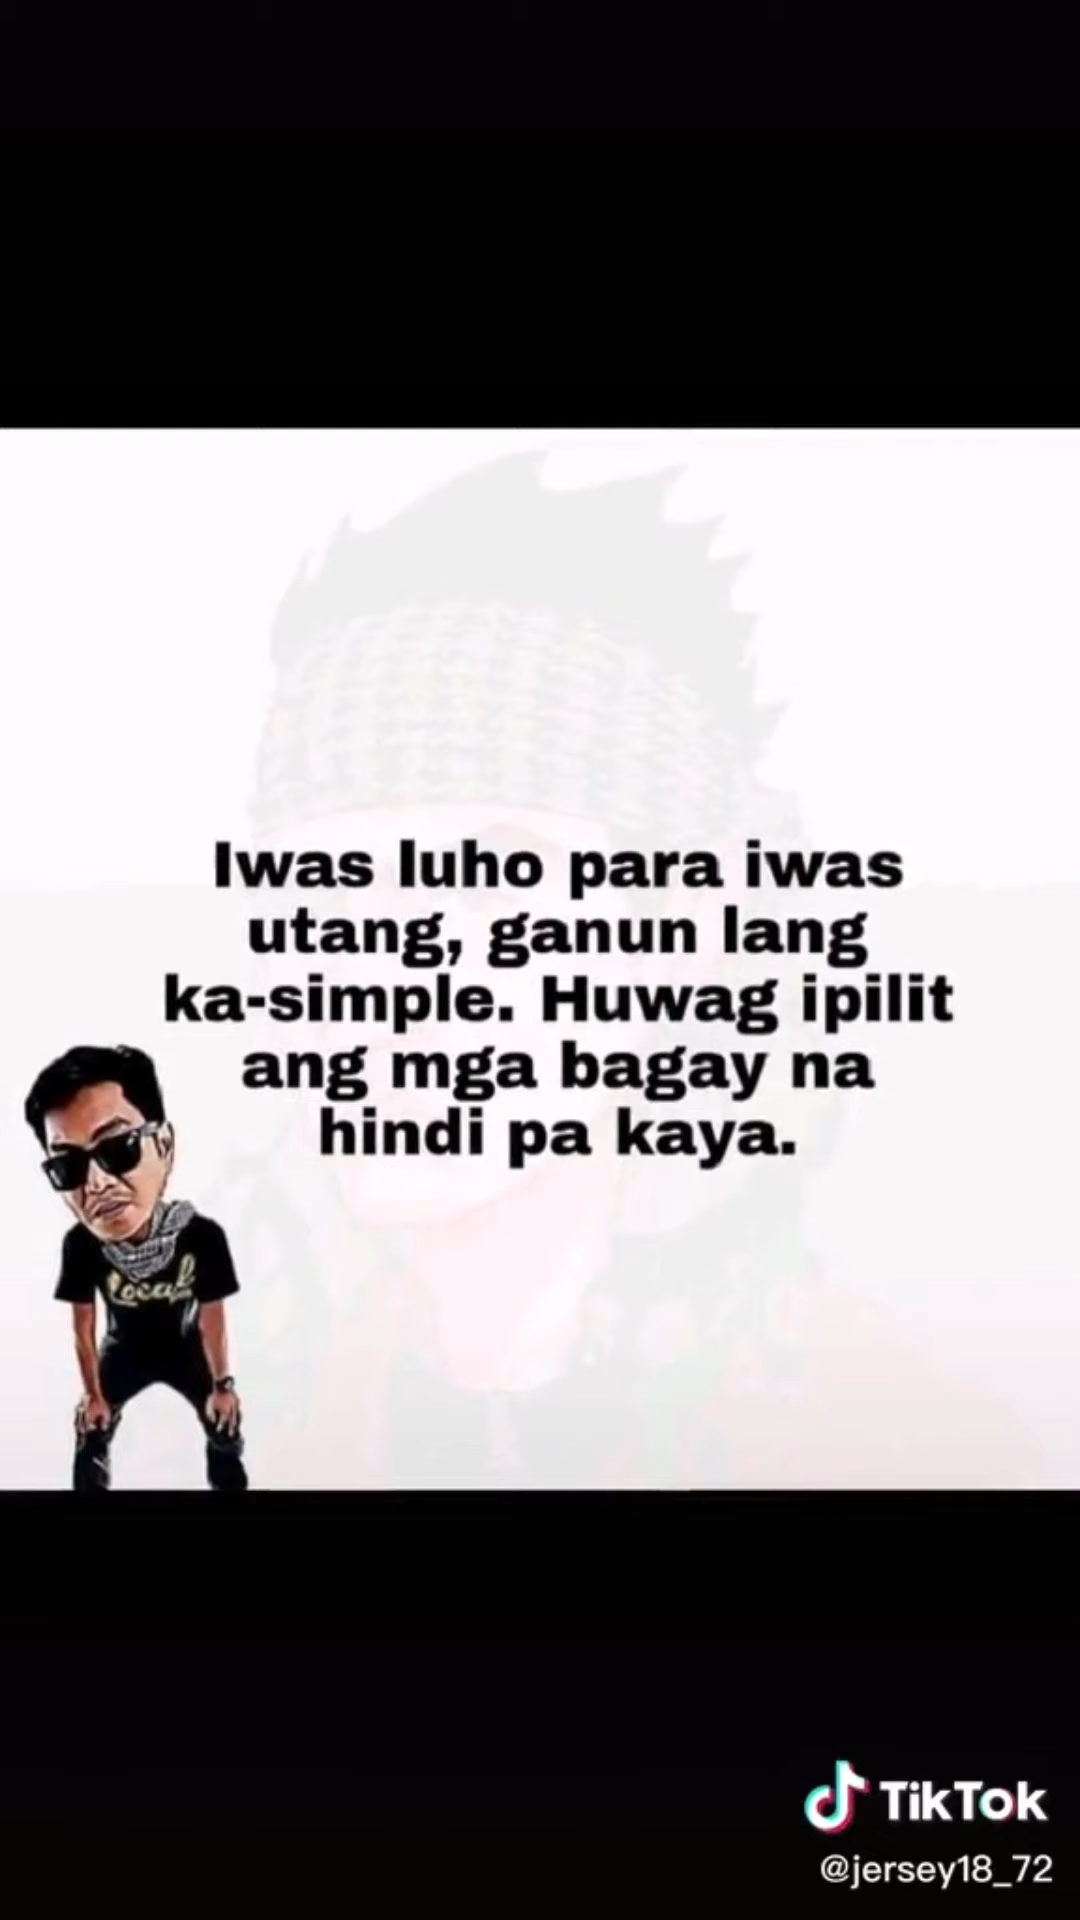 Iwas luho para iwas
utang, ganun lang
ka-simple. Huwag ipilit
ang mga bagay na
hindi pa kaya.
Local
TikTok
@jersey18_72